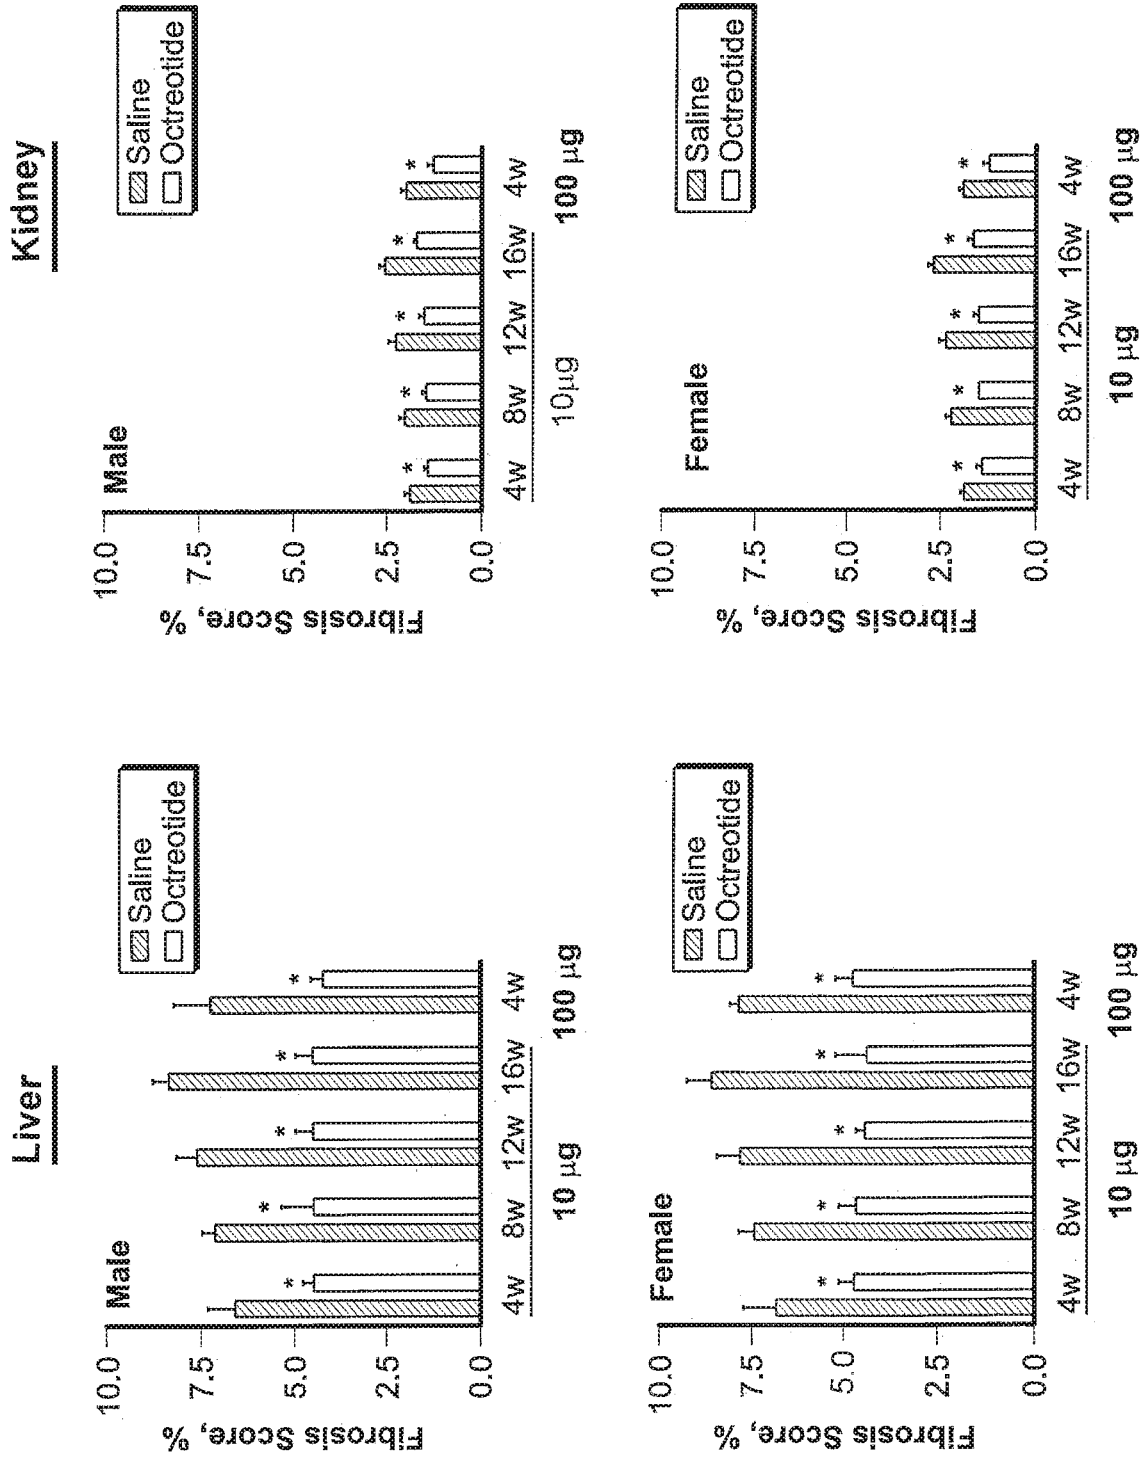 Liver
Male
Saline
Octreotide
Fibrosis Score, %
10.0
7.5
5.0
2.5
0.0
*
*
*
*
*
4w 8w 12w 16w 4w
10 µg 100 µg
Female
Saline
Octreotide
Fibrosis Score, %
10.0
7.5
5.0
2.5
0.0
*
*
*
*
*
4w 8w 12w 16w 4w
10 µg 100 µg
Kidney
Male
Saline
Octreotide
Fibrosis Score, %
10.0
7.5
5.0
2.5
0.0
*
*
*
*
*
4w 8w 12w 16w 4w
10µg 100 µg
Female
Saline
Octreotide
Fibrosis Score, %
10.0
7.5
5.0
2.5
0.0
*
*
*
*
*
4w 8w 12w 16w 4w
10 µg 100 µg